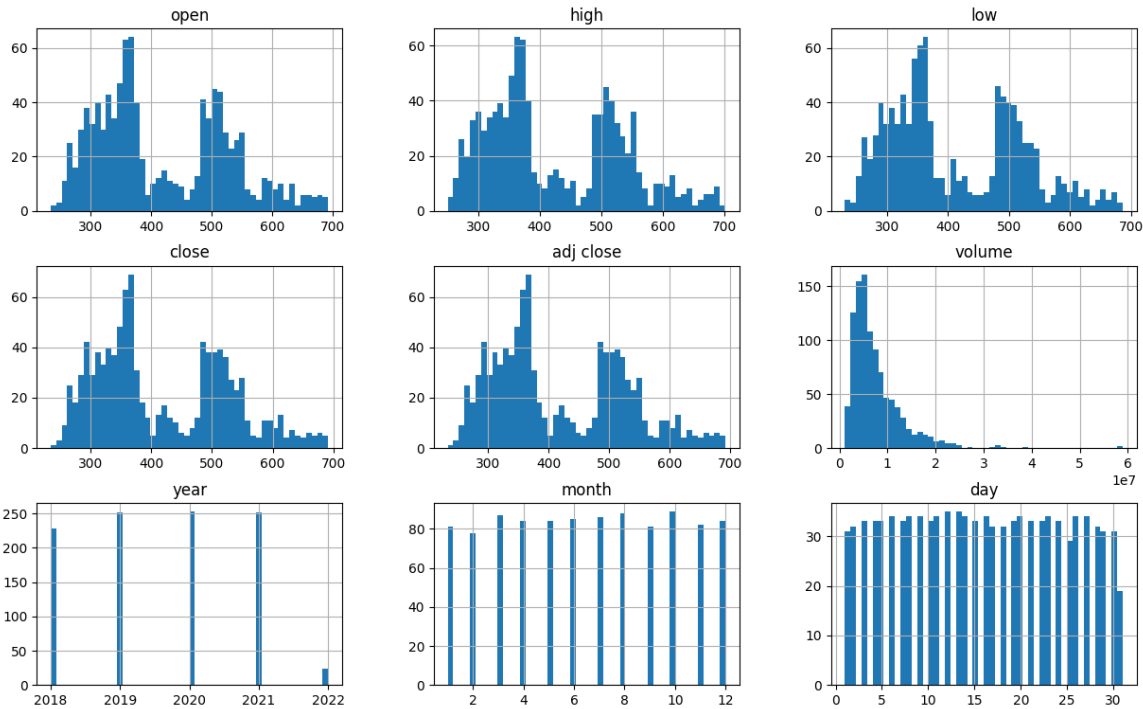 open high low
60 60 60
40 40 40
20 20 20
0 0 0
300 400 500 600 700 300 400 500 600 700 300 400 500 600 700
close adj close volume
60 60 150
40 40 100
20 20 50
0 0 0
300 400 500 600 700 300 400 500 600 700 0 1 2 3 4 5 6
1e7
year month day
250 80 30
200 60 20
150 40 10
100 20 0
50 0
0
2018 2019 2020 2021 2022 2 4 6 8 10 12 0 5 10 15 20 25 30